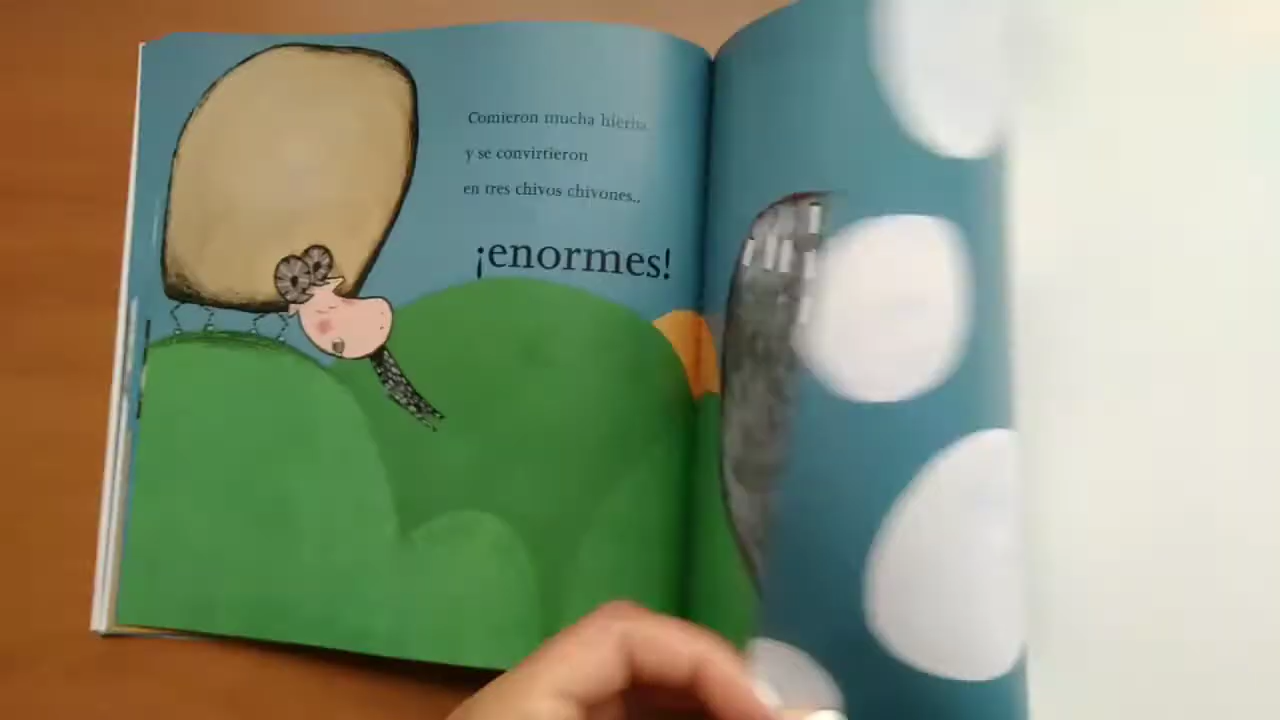 Comieron mucha hierba
y se convirtieron
en tres chivos chivones..
¡enormes!